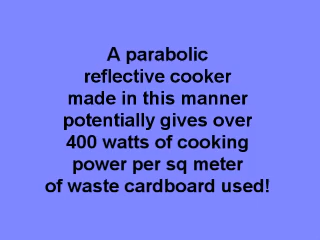 A parabolic
reflective cooker
made in this manner
potentially gives over
400 watts of cooking
power per sq meter
of waste cardboard used!